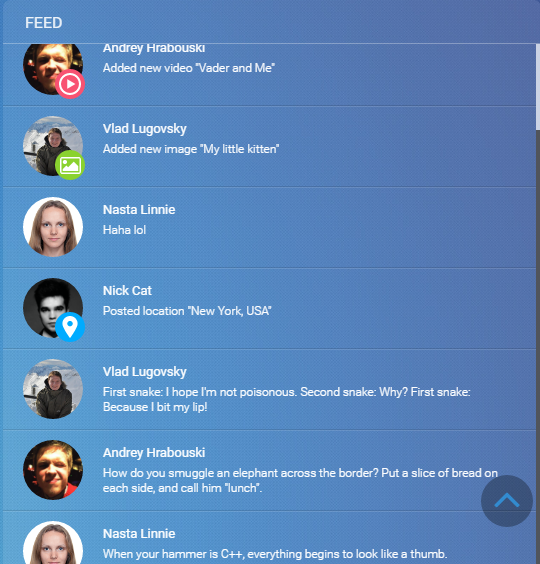 FEED
Andrey Hrabouski
Added new video "Vader and Me"
Vlad Lugovsky
Added new image "My little kitten"
Nasta Linnie
Haha lol
Nick Cat
Posted location "New York, USA"
Vlad Lugovsky
First snake: I hope I'm not poisonous. Second snake: Why? First snake:
Because I bit my lip!
Andrey Hrabouski
How do you smuggle an elephant across the border? Put a slice of bread on
each side, and call him "lunch".
Nasta Linnie
When your hammer is C++, everything begins to look like a thumb.